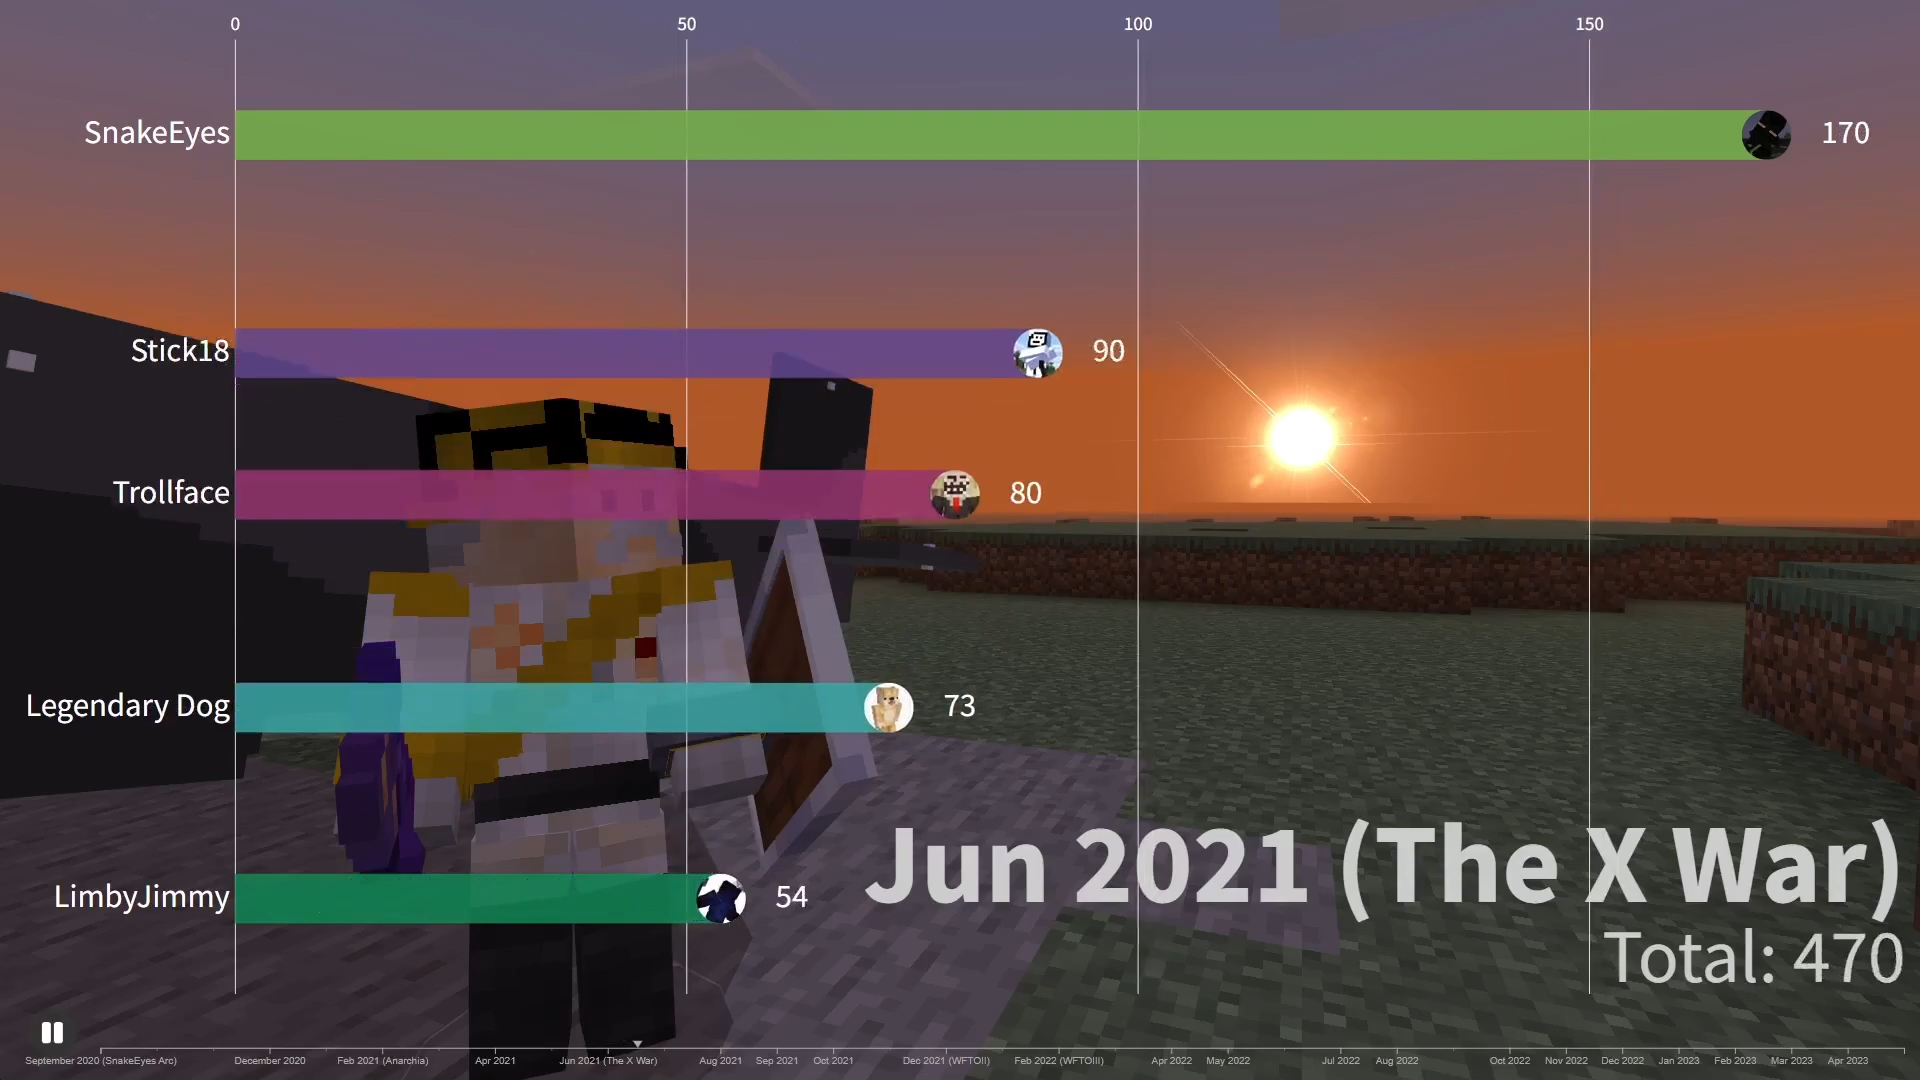 0 50 100 150
SnakeEyes 170
Stick18 90
Trollface 80
Legendary Dog 73
LimbyJimmy 54
Jun 2021 (The X War)
Total: 470
September 2020 (SnakeEyes Arc) December 2020 Feb 2021 (Anarchia) Apr 2021 Jun 2021 (The X War) Aug 2021 Sep 2021 Oct 2021 Dec 2021 (WFTOII) Feb 2022 (WFTOIII) Apr 2022 May 2022 Jul 2022 Aug 2022 Oct 2022 Nov 2022 Dec 2022 Jan 2023 Feb 2023 Mar 2023 Apr 2023